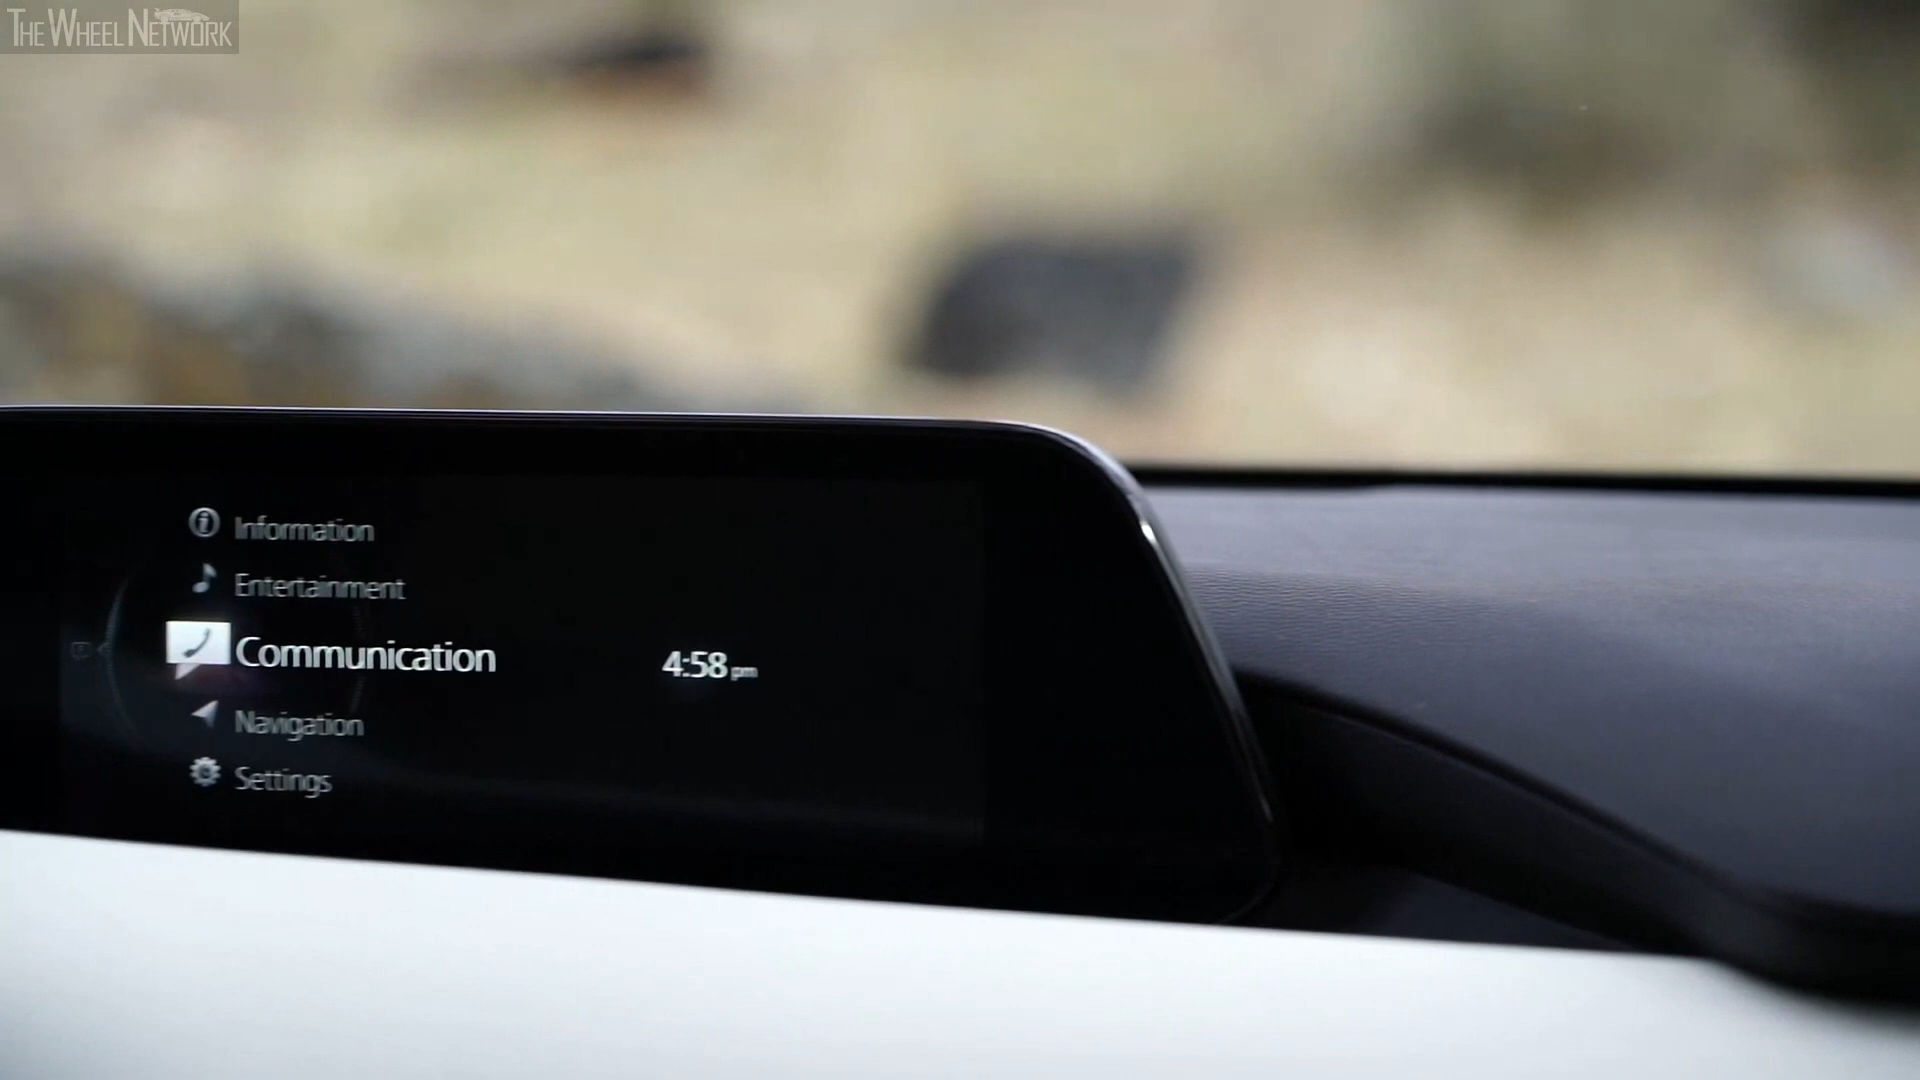 THE WHEEL NETWORK
Information
Entertainment
Communication
4:58 pm
Navigation
Settings